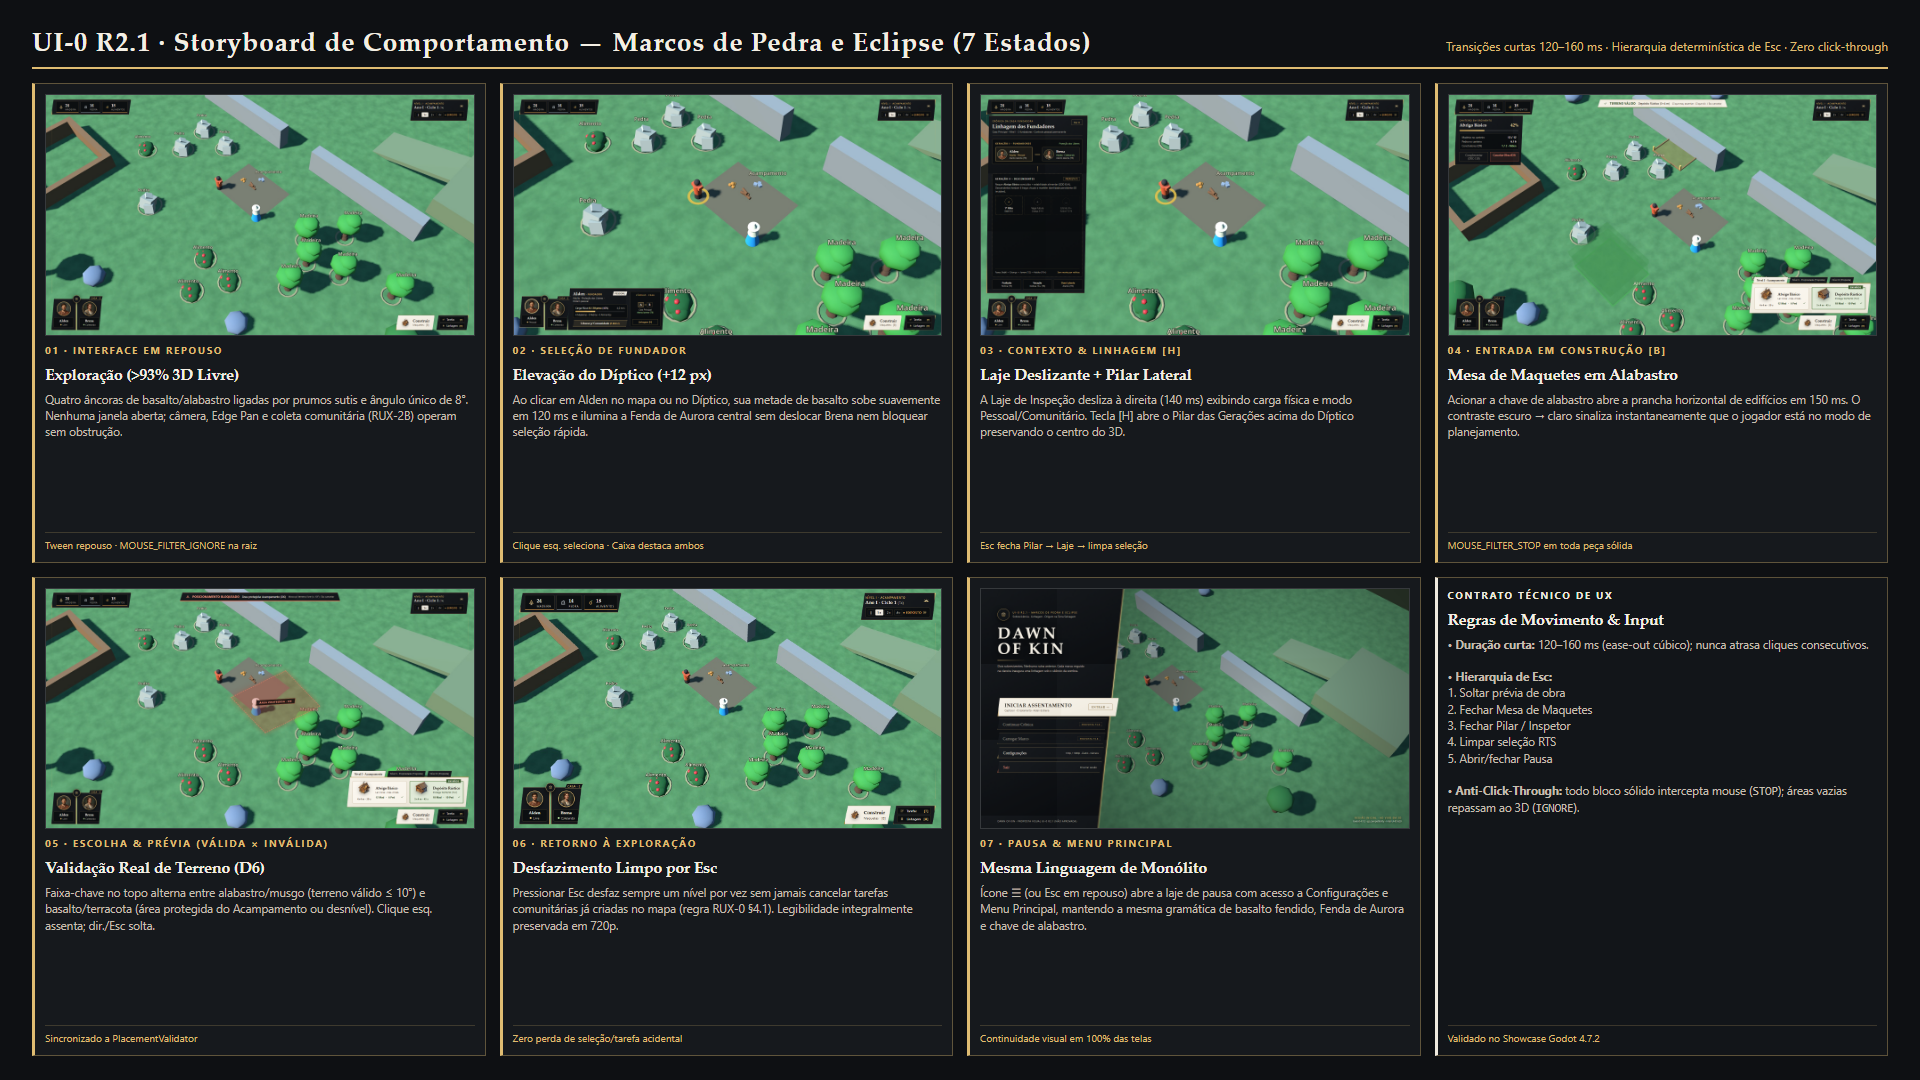 UI-0 R2.1 · Storyboard de Comportamento — Marcos de Pedra e Eclipse (7 Estados)
Transições curtas 120–160 ms · Hierarquia determinística de Esc · Zero click-through
01 · INTERFACE EM REPOUSO
Exploração (>93% 3D Livre)
Quatro âncoras de basalto/alabastro ligadas por prumos sutis e ângulo único de 8°.
Nenhuma janela aberta; câmera, Edge Pan e coleta comunitária (RUX-2B) operam
sem obstrução.
Tween repouso · MOUSE_FILTER_IGNORE na raiz
02 · SELEÇÃO DE FUNDADOR
Elevação do Díptico (+12 px)
Ao clicar em Alden no mapa ou no Díptico, sua metade de basalto sobe suavemente
em 120 ms e ilumina a Fenda de Aurora central sem deslocar Brena nem bloquear
seleção rápida.
Clique esq. seleciona · Caixa destaca ambos
Linhagem dos Fundadores
03 · CONTEXTO & LINHAGEM [H]
Laje Deslizante + Pilar Lateral
A Laje de Inspeção desliza à direita (140 ms) exibindo carga física e modo
Pessoal/Comunitário. Tecla [H] abre o Pilar das Gerações acima do Díptico
preservando o centro do 3D.
Esc fecha Pilar → Laje → limpa seleção
04 · ENTRADA EM CONSTRUÇÃO [B]
Mesa de Maquetes em Alabastro
Acionar a chave de alabastro abre a prancha horizontal de edifícios em 150 ms. O
contraste escuro → claro sinaliza instantaneamente que o jogador está no modo de
planejamento.
MOUSE_FILTER_STOP em toda peça sólida
05 · ESCOLHA & PRÉVIA (VÁLIDA × INVÁLIDA)
Validação Real de Terreno (D6)
Faixa-chave no topo alterna entre alabastro/musgo (terreno válido ≤ 10°) e
basalto/terracota (área protegida do Acampamento ou desnível). Clique esq.
assenta; dir./Esc solta.
Sincronizado a PlacementValidator
06 · RETORNO À EXPLORAÇÃO
Desfazimento Limpo por Esc
Pressionar Esc desfaz sempre um nível por vez sem jamais cancelar tarefas
comunitárias já criadas no mapa (regra RUX-0 §4.1). Legibilidade integralmente
preservada em 720p.
Zero perda de seleção/tarefa acidental
DAWN
OF KIN
INICIAR ASSENTAMENTO
07 · PAUSA & MENU PRINCIPAL
Mesma Linguagem de Monólito
Ícone ☰ (ou Esc em repouso) abre a laje de pausa com acesso a Configurações e
Menu Principal, mantendo a mesma gramática de basalto fendido, Fenda de Aurora
e chave de alabastro.
Continuidade visual em 100% das telas
CONTRATO TÉCNICO DE UX
Regras de Movimento & Input
• Duração curta: 120–160 ms (ease-out cúbico); nunca atrasa cliques consecutivos.
• Hierarquia de Esc:
1. Soltar prévia de obra
2. Fechar Mesa de Maquetes
3. Fechar Pilar / Inspetor
4. Limpar seleção RTS
5. Abrir/fechar Pausa
• Anti-Click-Through: todo bloco sólido intercepta mouse (STOP); áreas vazias
repassam ao 3D (IGNORE).
Validado no Showcase Godot 4.7.2